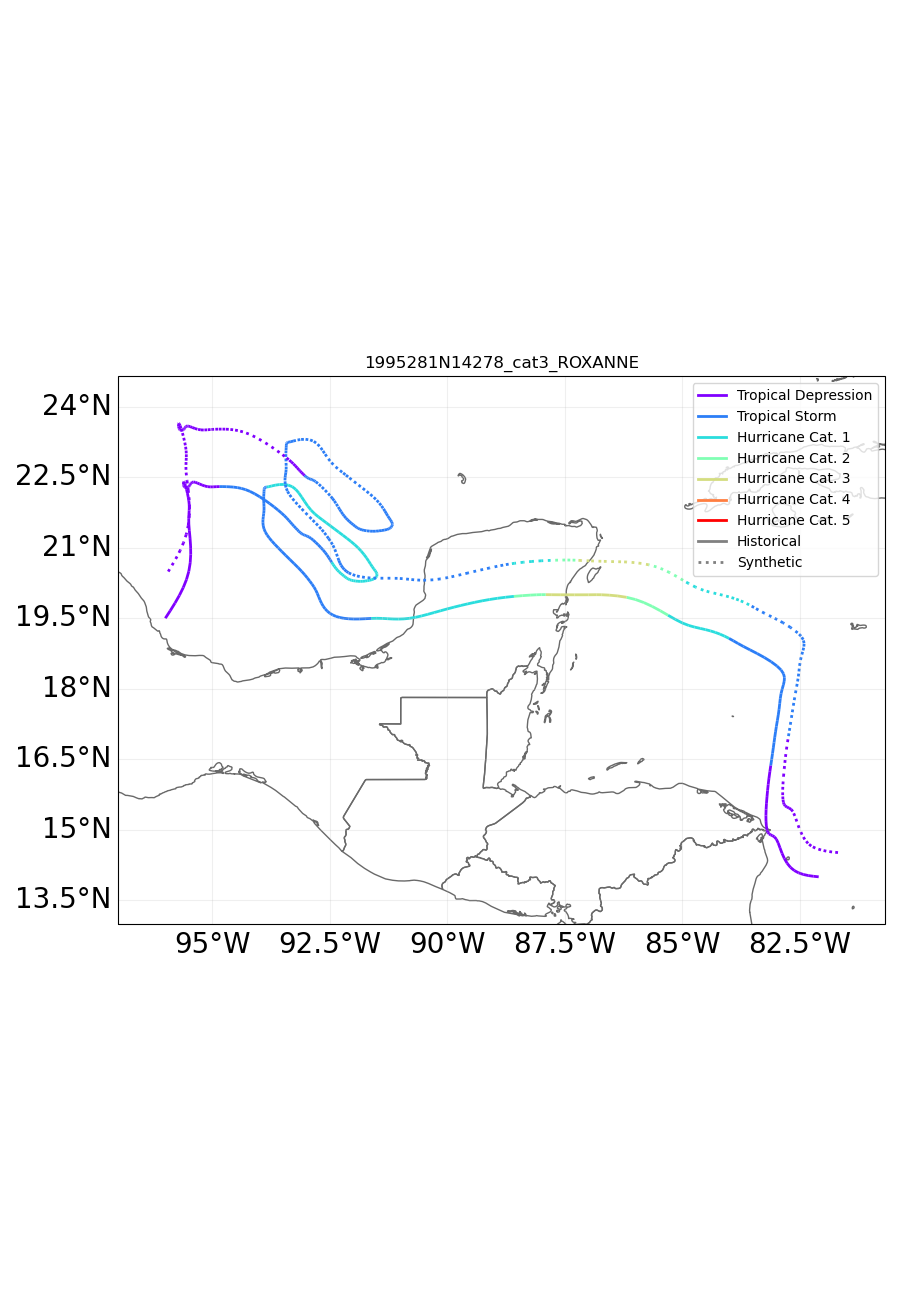 1995281N14278_cat3_ROXANNE
24°N
22.5°N
21°N
19.5°N
18°N
16.5°N
15°N
13.5°N
95°W
92.5°W
90°W
87.5°W
85°W
82.5°W
Tropical Depression
Tropical Storm
Hurricane Cat. 1
Hurricane Cat. 2
Hurricane Cat. 3
Hurricane Cat. 4
Hurricane Cat. 5
Historical
Synthetic